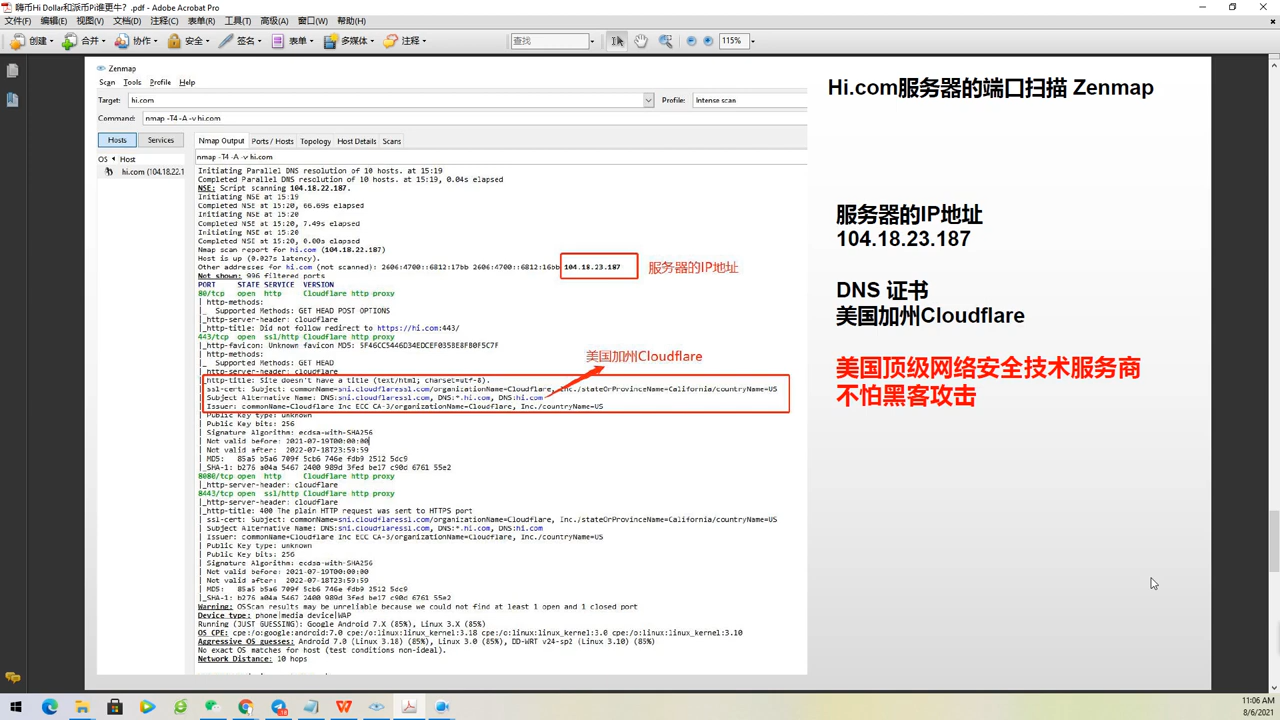 嗨币Hi Dollar和派币Pi谁更牛？.pdf - Adobe Acrobat Pro
文件(F) 编辑(E) 视图(V) 文档(D) 注释(C) 表单(R) 工具(T) 高级(A) 窗口(W) 帮助(H)
创建 合并 协作 安全 签名 表单 多媒体 注释 查找 115%
Zenmap
Scan Tools Profile Help
Target: hi.com Profile: Intense scan
Command: nmap -T4 -A -v hi.com
Hosts Services Nmap Output Ports / Hosts Topology Host Details Scans
OS Host
hi.com (104.18.22.1
nmap -T4 -A -v hi.com
Initiating Parallel DNS resolution of 10 hosts. at 15:19
Completed Parallel DNS resolution of 10 hosts. at 15:19, 0.04s elapsed
NSE: Script scanning 104.18.22.187.
Initiating NSE at 15:19
Completed NSE at 15:20, 66.69s elapsed
Initiating NSE at 15:20
Completed NSE at 15:20, 7.49s elapsed
Initiating NSE at 15:20
Completed NSE at 15:20, 0.00s elapsed
Nmap scan report for hi.com (104.18.22.187)
Host is up (0.027s latency).
Other addresses for hi.com (not scanned): 2606:4700::6812:17bb 2606:4700::6812:16bb 104.18.23.187
Not shown: 996 filtered ports
PORT STATE SERVICE VERSION
80/tcp open http Cloudflare http proxy
| http-methods:
|_ Supported Methods: GET HEAD POST OPTIONS
|_http-server-header: cloudflare
|_http-title: Did not follow redirect to https://hi.com:443/
443/tcp open ssl/http Cloudflare http proxy
|_http-favicon: Unknown favicon MD5: 5F46CC5446D34EDCEF0358E8F80F5C7F
| http-methods:
|_ Supported Methods: GET HEAD
|_http-title: Site doesn't have a title (text/html; charset=utf-8).
| ssl-cert: Subject: commonName=sni.cloudflaressl.com/organizationName=Cloudflare, Inc./stateOrProvinceName=California/countryName=US
| Subject Alternative Name: DNS:sni.cloudflaressl.com, DNS:*.hi.com, DNS:hi.com
| Issuer: commonName=Cloudflare Inc ECC CA-3/organizationName=Cloudflare, Inc./countryName=US
| Public Key type: unknown
| Public Key bits: 256
| Signature Algorithm: ecdsa-with-SHA256
| Not valid before: 2021-07-19T00:00:00
| Not valid after: 2022-07-18T23:59:59
| MD5: 85a5 b5a6 709f 5cb6 746e fdb9 2512 5dc9
|_SHA-1: b276 a04a 5467 2400 989d 3fed be17 c90d 6761 55e2
8080/tcp open http Cloudflare http proxy
|_http-server-header: cloudflare
8443/tcp open ssl/http Cloudflare http proxy
|_http-server-header: cloudflare
|_http-title: 400 The plain HTTP request was sent to HTTPS port
| ssl-cert: Subject: commonName=sni.cloudflaressl.com/organizationName=Cloudflare, Inc./stateOrProvinceName=California/countryName=US
| Subject Alternative Name: DNS:sni.cloudflaressl.com, DNS:*.hi.com, DNS:hi.com
| Issuer: commonName=Cloudflare Inc ECC CA-3/organizationName=Cloudflare, Inc./countryName=US
| Public Key type: unknown
| Public Key bits: 256
| Signature Algorithm: ecdsa-with-SHA256
| Not valid before: 2021-07-19T00:00:00
| Not valid after: 2022-07-18T23:59:59
| MD5: 85a5 b5a6 709f 5cb6 746e fdb9 2512 5dc9
|_SHA-1: b276 a04a 5467 2400 989d 3fed be17 c90d 6761 55e2
Warning: OSScan results may be unreliable because we could not find at least 1 open and 1 closed port
Device type: phone|media device|WAP
Running (JUST GUESSING): Google Android 7.X (85%), Linux 3.X (85%)
OS CPE: cpe:/o:google:android:7.0 cpe:/o:linux:linux_kernel:3.18 cpe:/o:linux:linux_kernel:3.0 cpe:/o:linux:linux_kernel:3.10
Aggressive OS guesses: Android 7.0 (Linux 3.18) (85%), Linux 3.0 (85%), DD-WRT v24-sp2 (Linux 3.10) (85%)
No exact OS matches for host (test conditions non-ideal).
Network Distance: 10 hops
服务器的IP地址
美国加州Cloudflare
Hi.com服务器的端口扫描 Zenmap
服务器的IP地址
104.18.23.187
DNS 证书
美国加州Cloudflare
美国顶级网络安全技术服务商
不怕黑客攻击
11:06 AM
8/6/2021